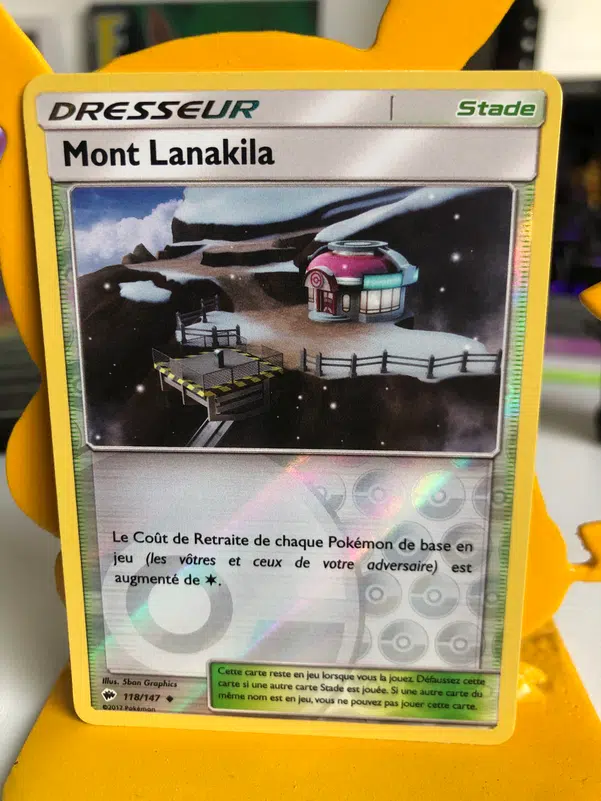 DRESSEUR
Stade
Mont Lanakila
Le Coût de Retraite de chaque Pokémon de base en
jeu (les vôtres et ceux de votre adversaire) est
augmenté de .
Illus. 5ban Graphics
118/147
©2017 Pokémon
Cette carte reste en jeu lorsque vous la jouez. Défaussez cette
carte si une autre carte Stade est jouée. Si une autre carte du
même nom est en jeu, vous ne pouvez pas jouer cette carte.